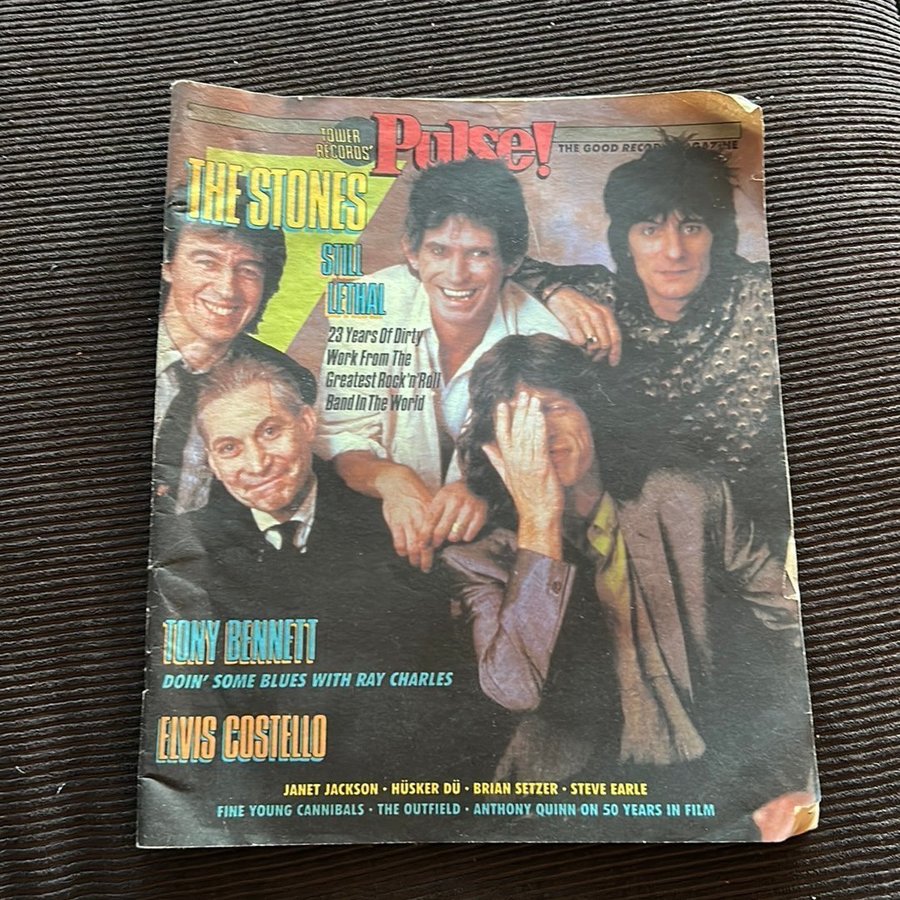 TOWER
RECORDS'
Pulse!
THE GOOD RECORD MAGAZINE
THE STONES
STILL
LETHAL
23 Years Of Dirty
Work From The
Greatest Rock'n'Roll
Band In The World
TONY BENNETT
DOIN' SOME BLUES WITH RAY CHARLES
ELVIS COSTELLO
JANET JACKSON • HÜSKER DÜ • BRIAN SETZER • STEVE EARLE
FINE YOUNG CANNIBALS • THE OUTFIELD • ANTHONY QUINN ON 50 YEARS IN FILM